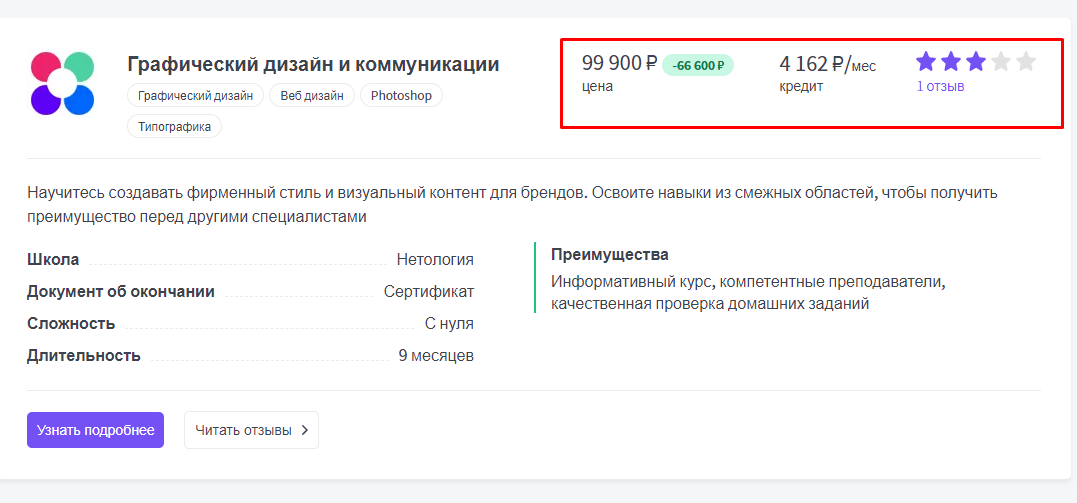 Графический дизайн и коммуникации
Графический дизайн Веб дизайн Photoshop
Типографика
99 900 ₽ -66 600 ₽
цена
4 162 ₽/мес
кредит
1 отзыв
Научитесь создавать фирменный стиль и визуальный контент для брендов. Освоите навыки из смежных областей, чтобы получить
преимущество перед другими специалистами
Школа Нетология
Документ об окончании Сертификат
Сложность С нуля
Длительность 9 месяцев
Преимущества
Информативный курс, компетентные преподаватели,
качественная проверка домашних заданий
Узнать подробнее Читать отзывы